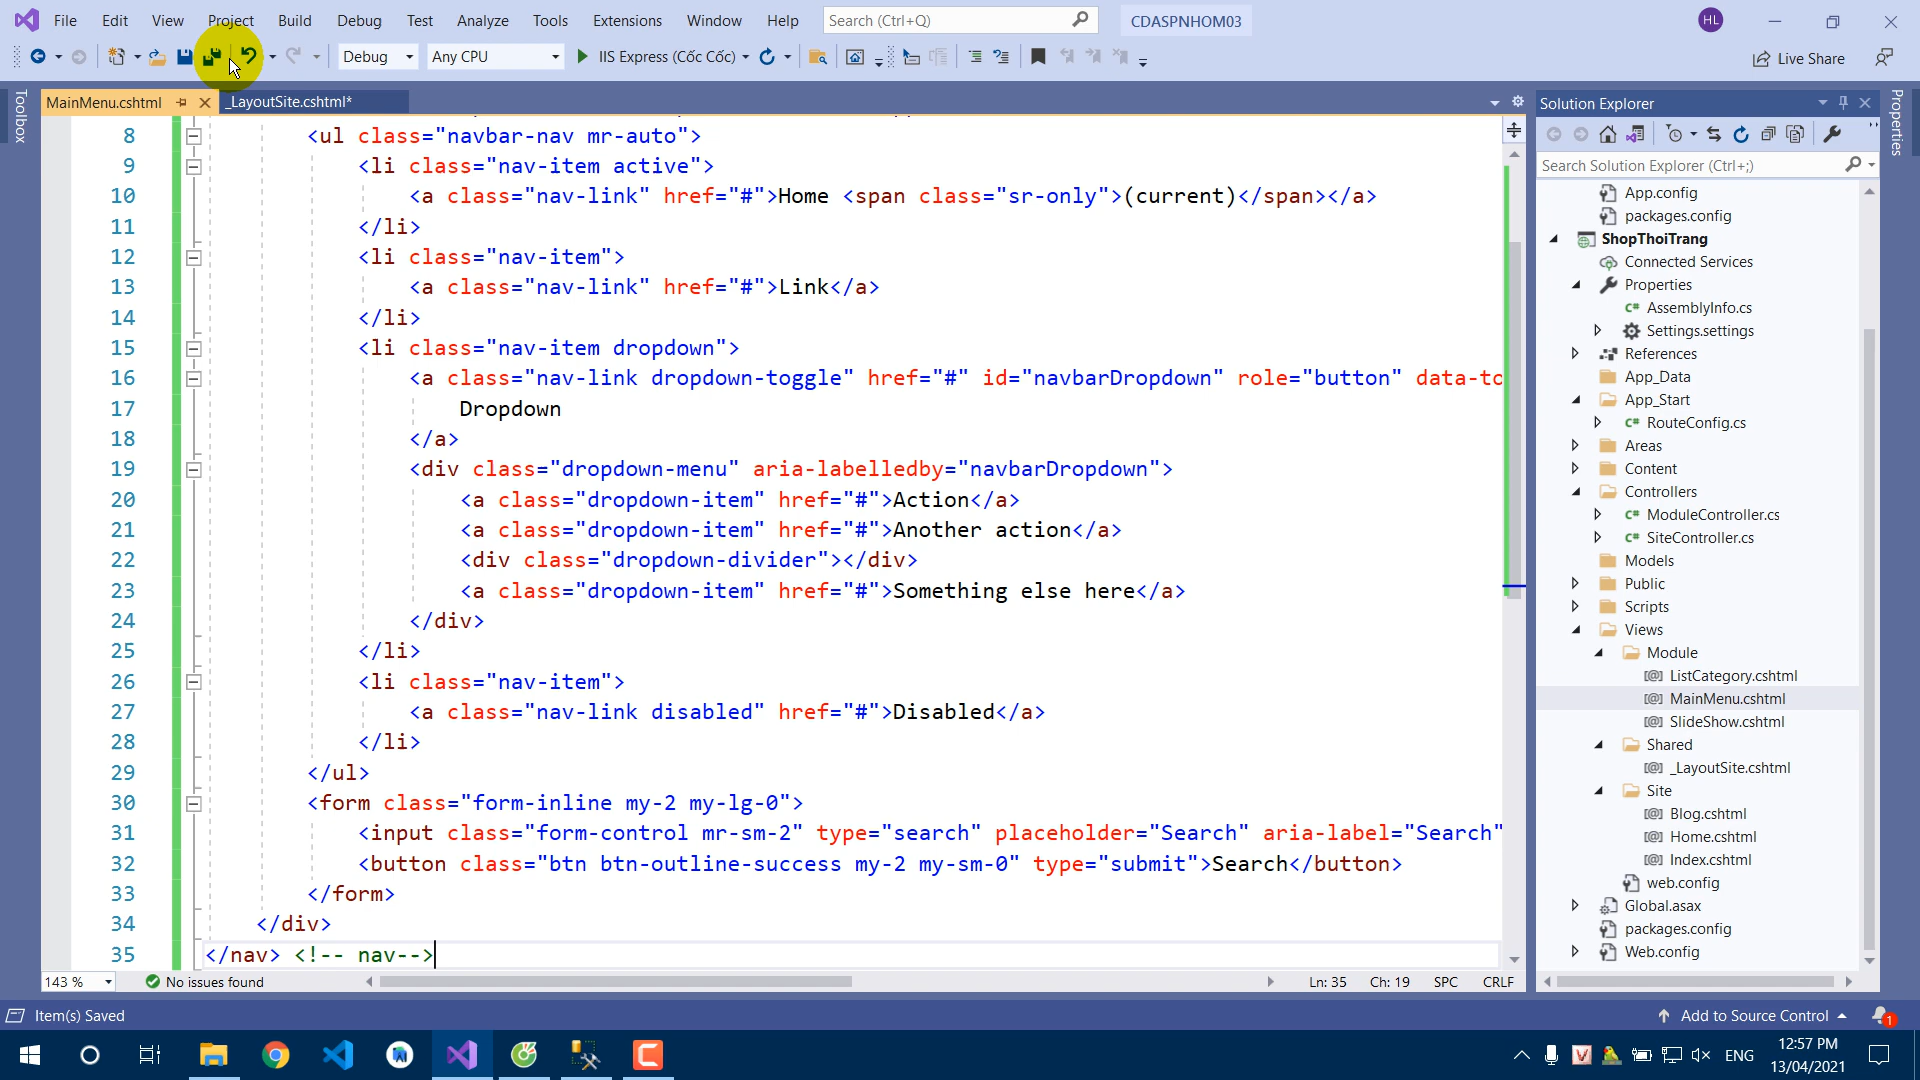 File Edit View Project Build Debug Test Analyze Tools Extensions Window Help Search (Ctrl+Q) CDASPNHOM03 HL
Debug Any CPU IIS Express (Cốc Cốc) Live Share
Toolbox
MainMenu.cshtml _LayoutSite.cshtml*
8 <ul class="navbar-nav mr-auto">
9 <li class="nav-item active">
10 <a class="nav-link" href="#">Home <span class="sr-only">(current)</span></a>
11 </li>
12 <li class="nav-item">
13 <a class="nav-link" href="#">Link</a>
14 </li>
15 <li class="nav-item dropdown">
16 <a class="nav-link dropdown-toggle" href="#" id="navbarDropdown" role="button" data-to
17 Dropdown
18 </a>
19 <div class="dropdown-menu" aria-labelledby="navbarDropdown">
20 <a class="dropdown-item" href="#">Action</a>
21 <a class="dropdown-item" href="#">Another action</a>
22 <div class="dropdown-divider"></div>
23 <a class="dropdown-item" href="#">Something else here</a>
24 </div>
25 </li>
26 <li class="nav-item">
27 <a class="nav-link disabled" href="#">Disabled</a>
28 </li>
29 </ul>
30 <form class="form-inline my-2 my-lg-0">
31 <input class="form-control mr-sm-2" type="search" placeholder="Search" aria-label="Search"
32 <button class="btn btn-outline-success my-2 my-sm-0" type="submit">Search</button>
33 </form>
34 </div>
35 </nav> <!-- nav-->
143 % No issues found Ln: 35 Ch: 19 SPC CRLF
Solution Explorer
Search Solution Explorer (Ctrl+;)
App.config
packages.config
ShopThoiTrang
Connected Services
Properties
C# AssemblyInfo.cs
Settings.settings
References
App_Data
App_Start
C# RouteConfig.cs
Areas
Content
Controllers
C# ModuleController.cs
C# SiteController.cs
Models
Public
Scripts
Views
Module
[@] ListCategory.cshtml
[@] MainMenu.cshtml
[@] SlideShow.cshtml
Shared
[@] _LayoutSite.cshtml
Site
[@] Blog.cshtml
[@] Home.cshtml
[@] Index.cshtml
web.config
Global.asax
packages.config
Web.config
Properties
Item(s) Saved Add to Source Control 1
ENG 12:57 PM
13/04/2021